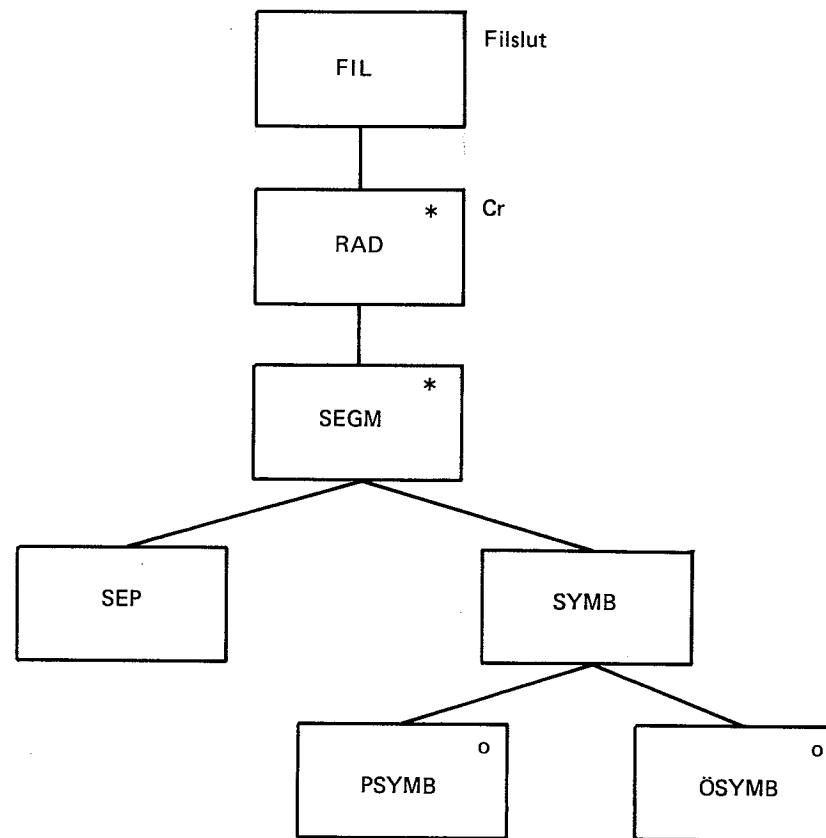 FIL
Filslut
*
Cr
RAD
*
SEGM
SEP
SYMB
o
PSYMB
o
ÖSYMB